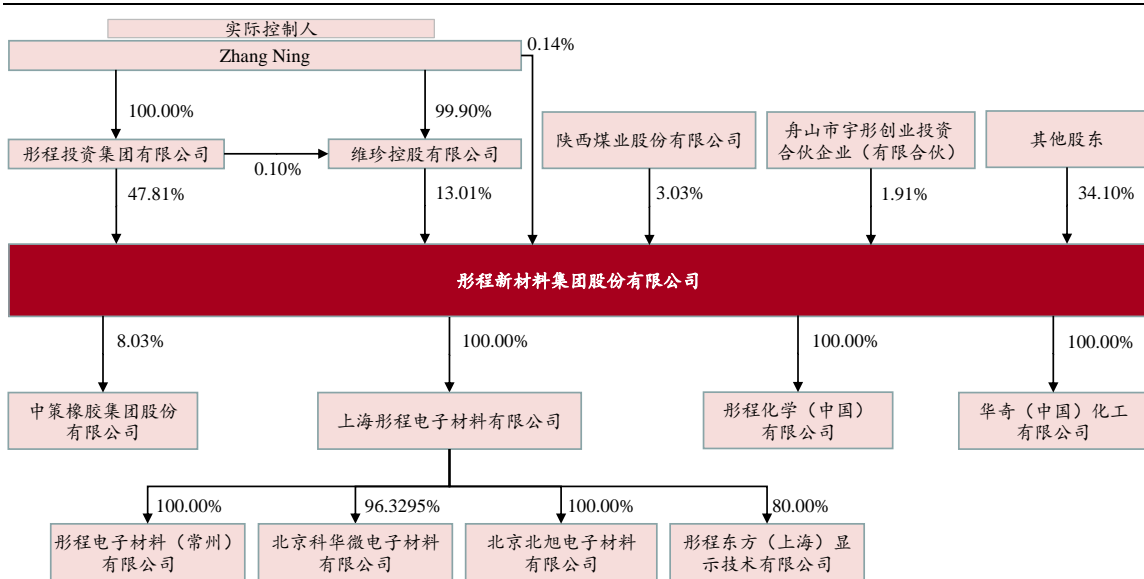 实际控制人
Zhang Ning
0.14%
100.00%
99.90%
彤程投资集团有限公司
0.10%
维珍控股有限公司
陕西煤业股份有限公司
舟山市宇彤创业投资
合伙企业（有限合伙）
其他股东
47.81%
13.01%
3.03%
1.91%
34.10%
彤程新材料集团股份有限公司
8.03%
100.00%
100.00%
100.00%
中策橡胶集团股份
有限公司
上海彤程电子材料有限公司
彤程化学（中国）
有限公司
华奇（中国）化工
有限公司
100.00%
96.3295%
100.00%
80.00%
彤程电子材料（常州）
有限公司
北京科华微电子材料
有限公司
北京北旭电子材料
有限公司
彤程东方（上海）显
示技术有限公司